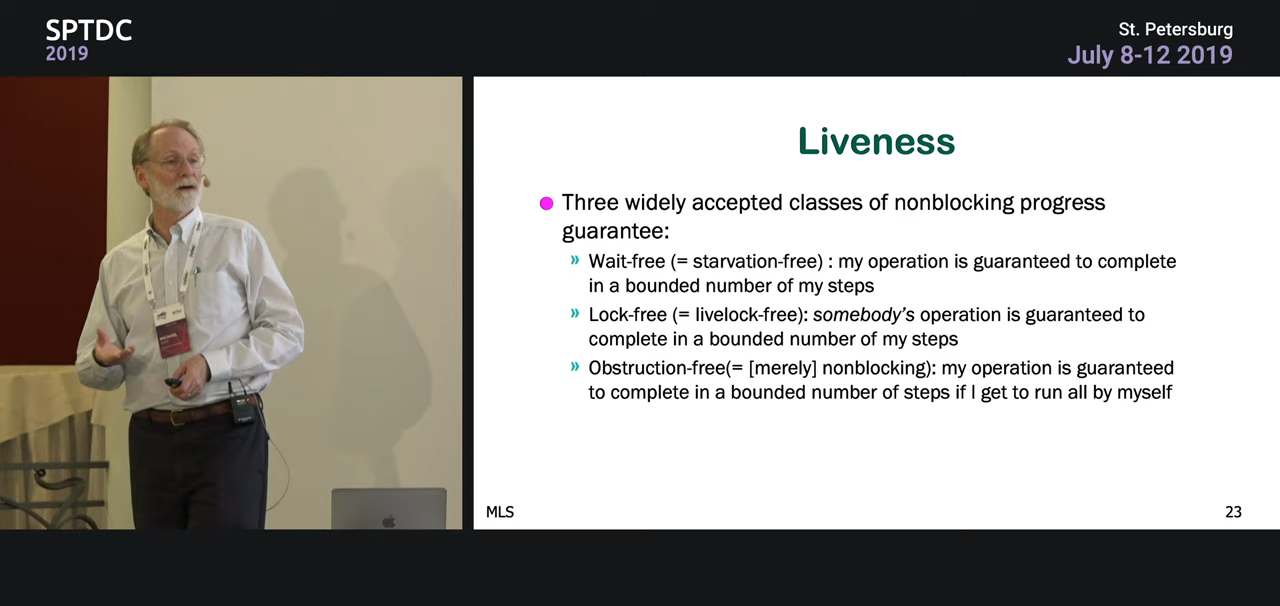 SPTDC
2019
St. Petersburg
July 8-12 2019
Liveness
Three widely accepted classes of nonblocking progress
guarantee:
» Wait-free (= starvation-free) : my operation is guaranteed to complete
in a bounded number of my steps
» Lock-free (= livelock-free): somebody's operation is guaranteed to
complete in a bounded number of my steps
» Obstruction-free(= [merely] nonblocking): my operation is guaranteed
to complete in a bounded number of steps if I get to run all by myself
MLS
23
MICHAEL